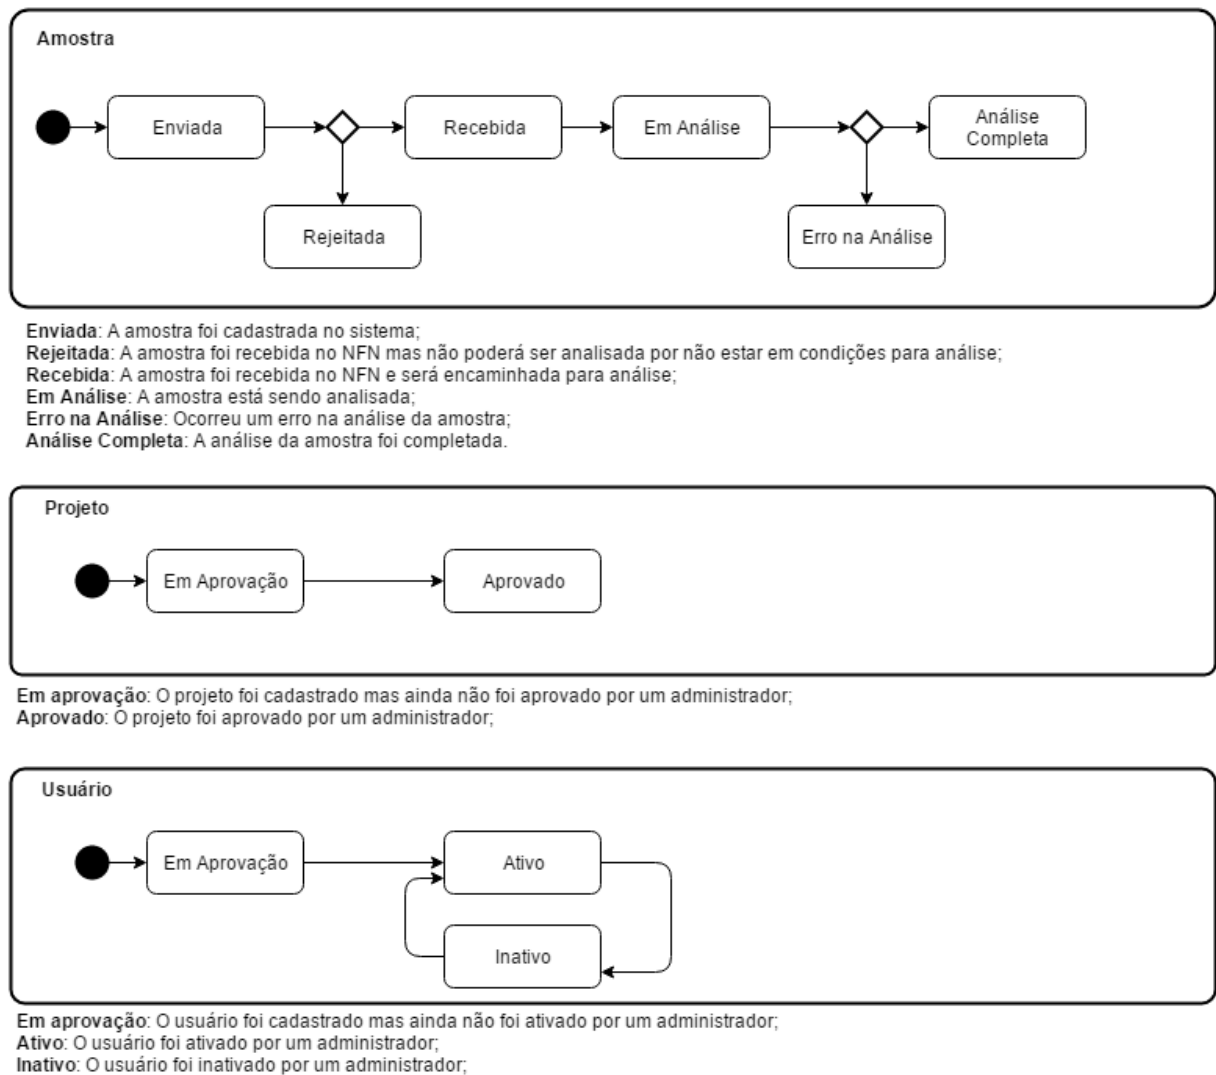 Amostra
Enviada
Recebida
Em Análise
Análise
Completa
Rejeitada
Erro na Análise
Enviada: A amostra foi cadastrada no sistema;
Rejeitada: A amostra foi recebida no NFN mas não poderá ser analisada por não estar em condições para análise;
Recebida: A amostra foi recebida no NFN e será encaminhada para análise;
Em Análise: A amostra está sendo analisada;
Erro na Análise: Ocorreu um erro na análise da amostra;
Análise Completa: A análise da amostra foi completada.
Projeto
Em Aprovação
Aprovado
Em aprovação: O projeto foi cadastrado mas ainda não foi aprovado por um administrador;
Aprovado: O projeto foi aprovado por um administrador;
Usuário
Em Aprovação
Ativo
Inativo
Em aprovação: O usuário foi cadastrado mas ainda não foi ativado por um administrador;
Ativo: O usuário foi ativado por um administrador;
Inativo: O usuário foi inativado por um administrador;